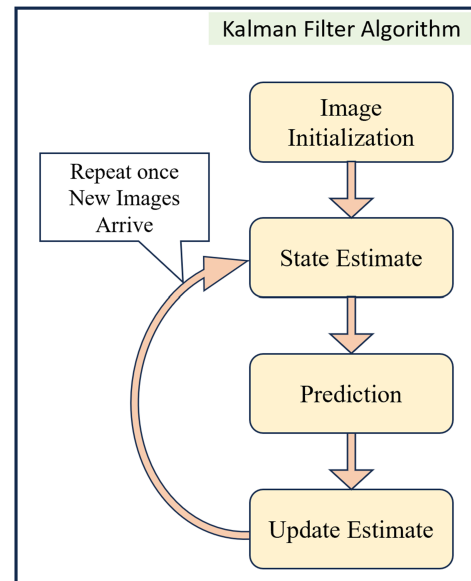 Kalman Filter Algorithm
Image
Initialization
Repeat once
New Images
Arrive
State Estimate
Prediction
Update Estimate